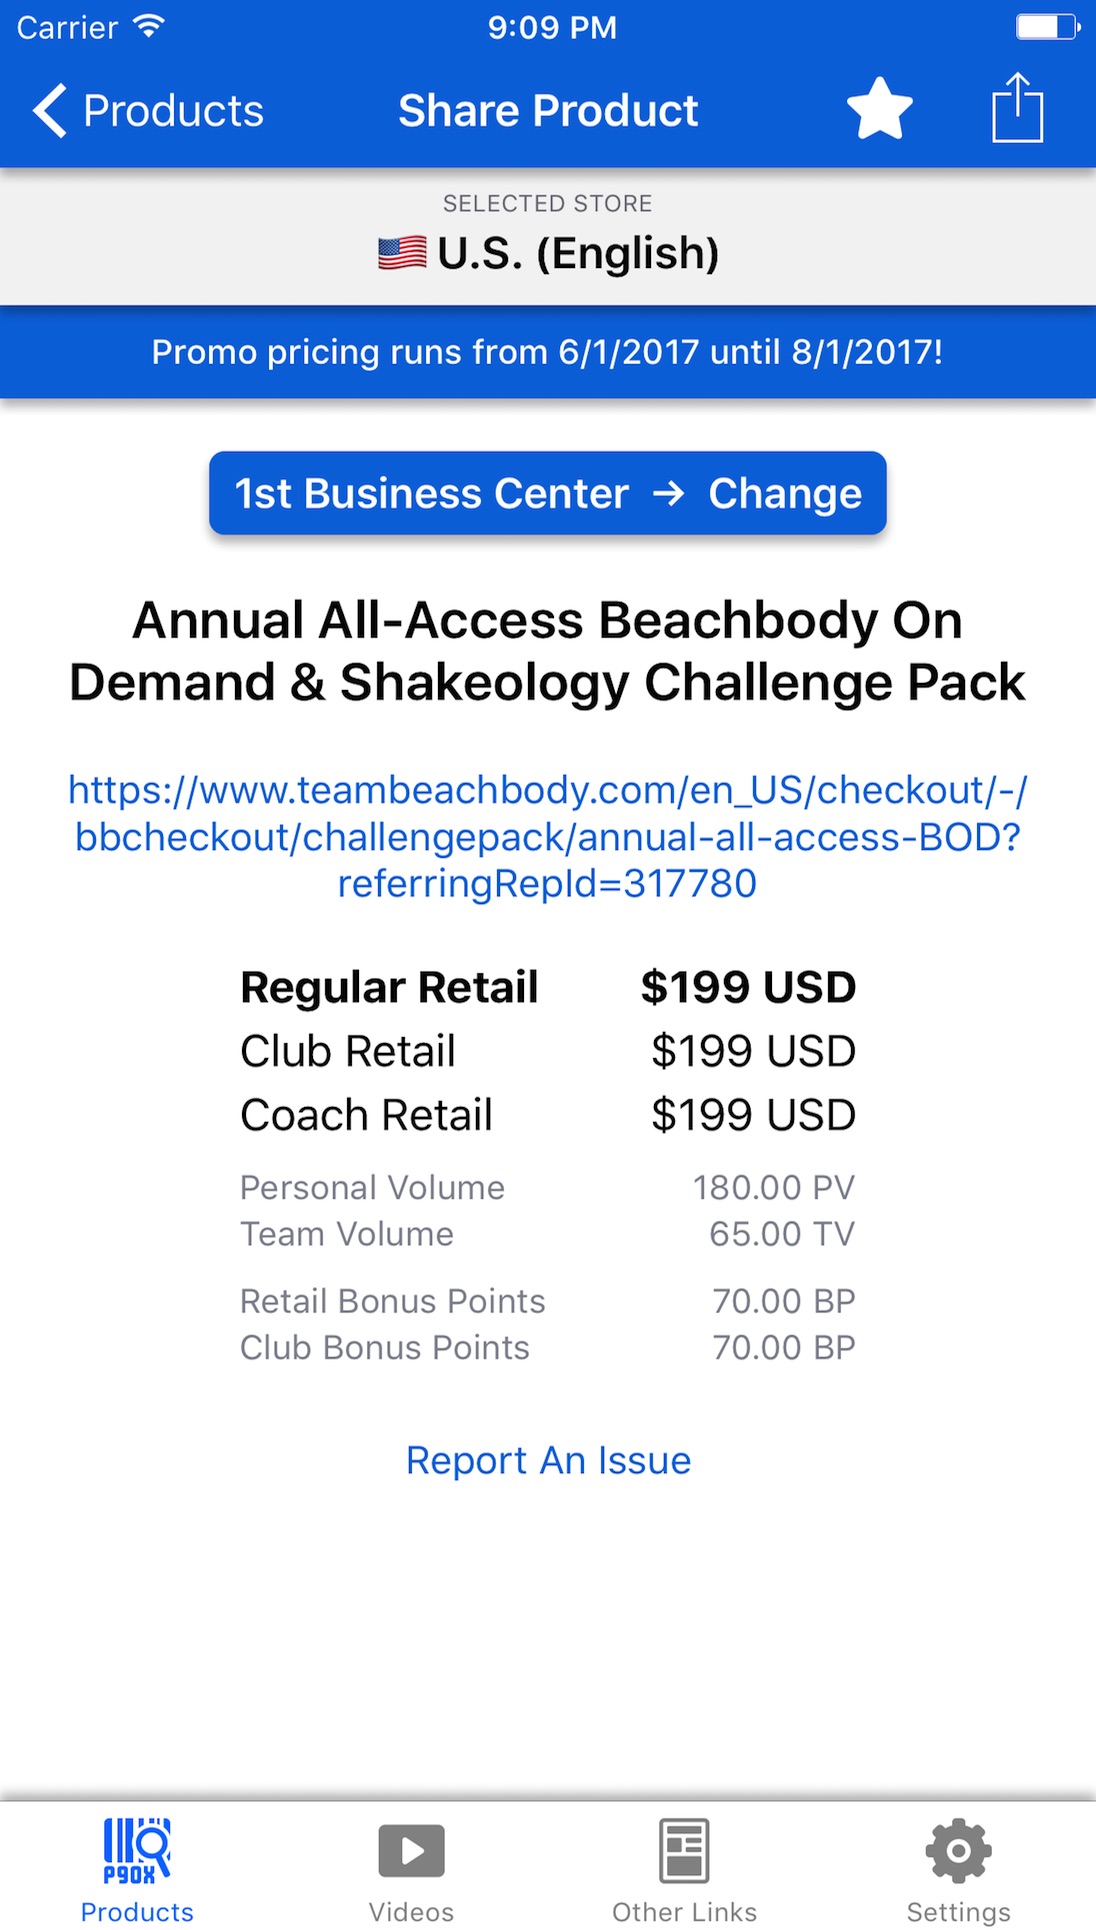 Carrier 9:09 PM
Products Share Product
SELECTED STORE
U.S. (English)
Promo pricing runs from 6/1/2017 until 8/1/2017!
1st Business Center → Change
Annual All-Access Beachbody On
Demand & Shakeology Challenge Pack
https://www.teambeachbody.com/en_US/checkout/-/
bbcheckout/challengepack/annual-all-access-BOD?
referringRepId=317780
Regular Retail $199 USD
Club Retail $199 USD
Coach Retail $199 USD
Personal Volume 180.00 PV
Team Volume 65.00 TV
Retail Bonus Points 70.00 BP
Club Bonus Points 70.00 BP
Report An Issue
P90X
Products Videos Other Links Settings